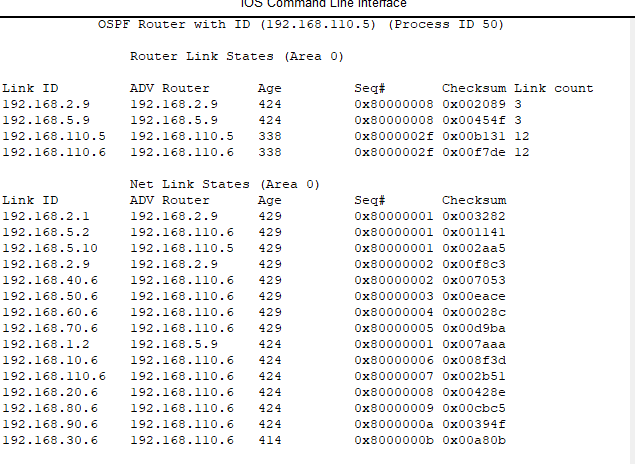 IOS Command Line Interface
OSPF Router with ID (192.168.110.5) (Process ID 50)
Router Link States (Area 0)
Link ID ADV Router Age Seq# Checksum Link count
192.168.2.9 192.168.2.9 424 0x80000008 0x002089 3
192.168.5.9 192.168.5.9 424 0x80000008 0x00454f 3
192.168.110.5 192.168.110.5 338 0x8000002f 0x00b131 12
192.168.110.6 192.168.110.6 338 0x8000002f 0x00f7de 12
Net Link States (Area 0)
Link ID ADV Router Age Seq# Checksum
192.168.2.1 192.168.2.9 429 0x80000001 0x003282
192.168.5.2 192.168.110.6 429 0x80000001 0x001141
192.168.5.10 192.168.110.5 429 0x80000001 0x002aa5
192.168.2.9 192.168.2.9 429 0x80000002 0x00f8c3
192.168.40.6 192.168.110.6 429 0x80000002 0x007053
192.168.50.6 192.168.110.6 429 0x80000003 0x00eace
192.168.60.6 192.168.110.6 429 0x80000004 0x00028c
192.168.70.6 192.168.110.6 429 0x80000005 0x00d9ba
192.168.1.2 192.168.5.9 424 0x80000001 0x007aaa
192.168.10.6 192.168.110.6 424 0x80000006 0x008f3d
192.168.110.6 192.168.110.6 424 0x80000007 0x002b51
192.168.20.6 192.168.110.6 424 0x80000008 0x00428e
192.168.80.6 192.168.110.6 424 0x80000009 0x00cbc5
192.168.90.6 192.168.110.6 424 0x8000000a 0x00394f
192.168.30.6 192.168.110.6 414 0x8000000b 0x00a80b